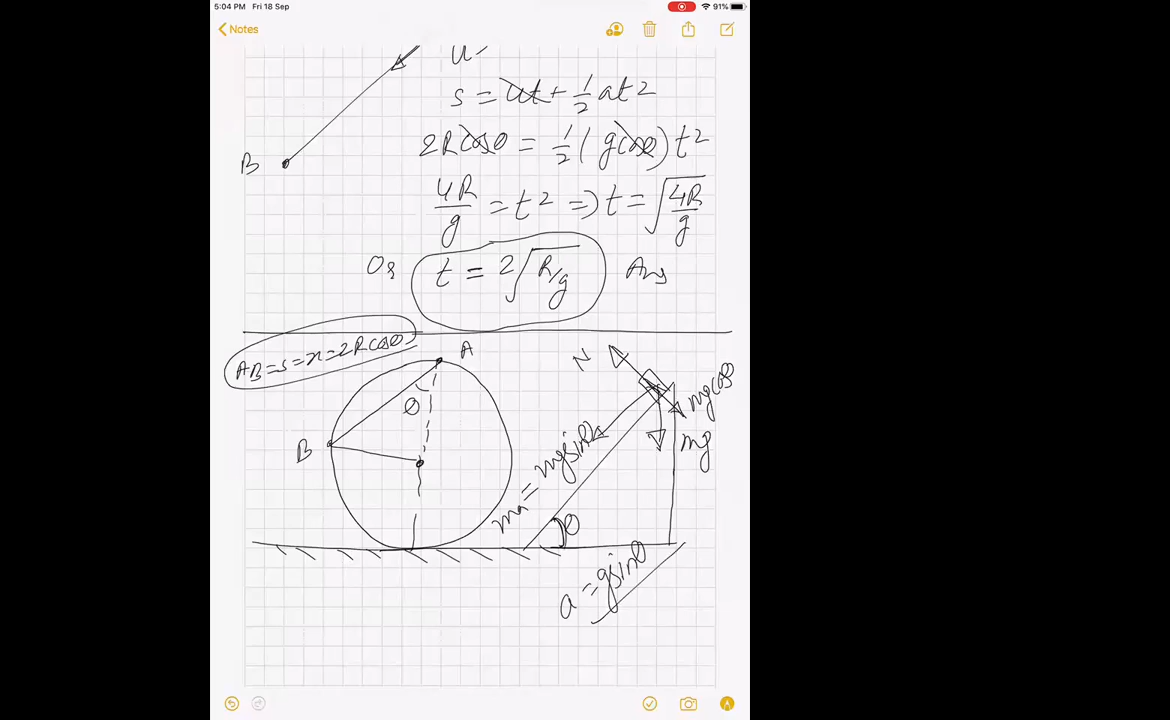 5:04 PM Fri 18 Sep
91%
Notes
u
s = ut + 1/2 at²
B
2R cosθ = 1/2 (g cosθ) t²
4R/g = t² => t = √(4R/g)
Or t = 2√(R/g) Ans
AB = s = x = 2R cosθ
A
N
θ
mg cosθ
B
mg
ma = mg sinθ
θ
a = g sinθ